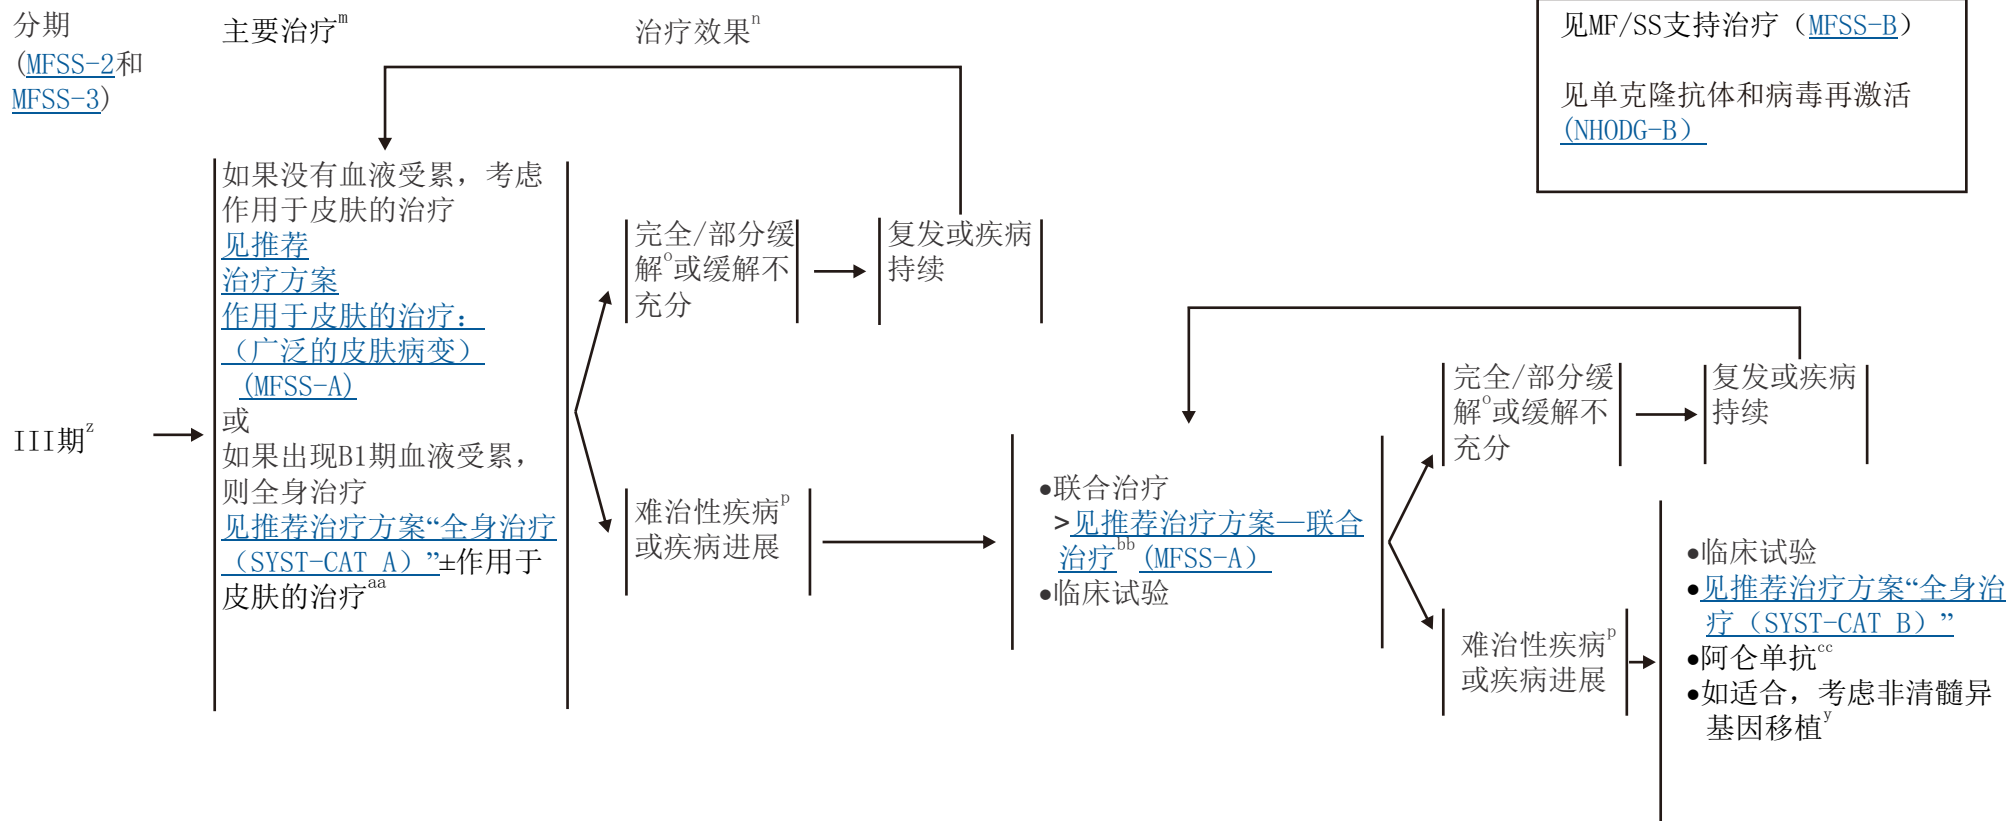 分期
(MFSS-2和
MFSS-3)
主要治疗m
治疗效果n
见MF/SS支持治疗（MFSS-B）
见单克隆抗体和病毒再激活
(NHODG-B）
如果没有血液受累，考虑
作用于皮肤的治疗
见推荐
治疗方案
作用于皮肤的治疗：
（广泛的皮肤病变）
(MFSS-A)
或
如果出现B1期血液受累，
则全身治疗
见推荐治疗方案“全身治疗
（SYST-CAT A）”±作用于
皮肤的治疗aa
III期z
完全/部分缓
解o或缓解不
充分
复发或疾病
持续
难治性疾病p
或疾病进展
●联合治疗
>见推荐治疗方案—联合
治疗bb (MFSS-A）
●临床试验
完全/部分缓
解o或缓解不
充分
复发或疾病
持续
难治性疾病p
或疾病进展
●临床试验
●见推荐治疗方案“全身治
疗（SYST-CAT B）”
●阿仑单抗cc
●如适合，考虑非清髓异
基因移植y